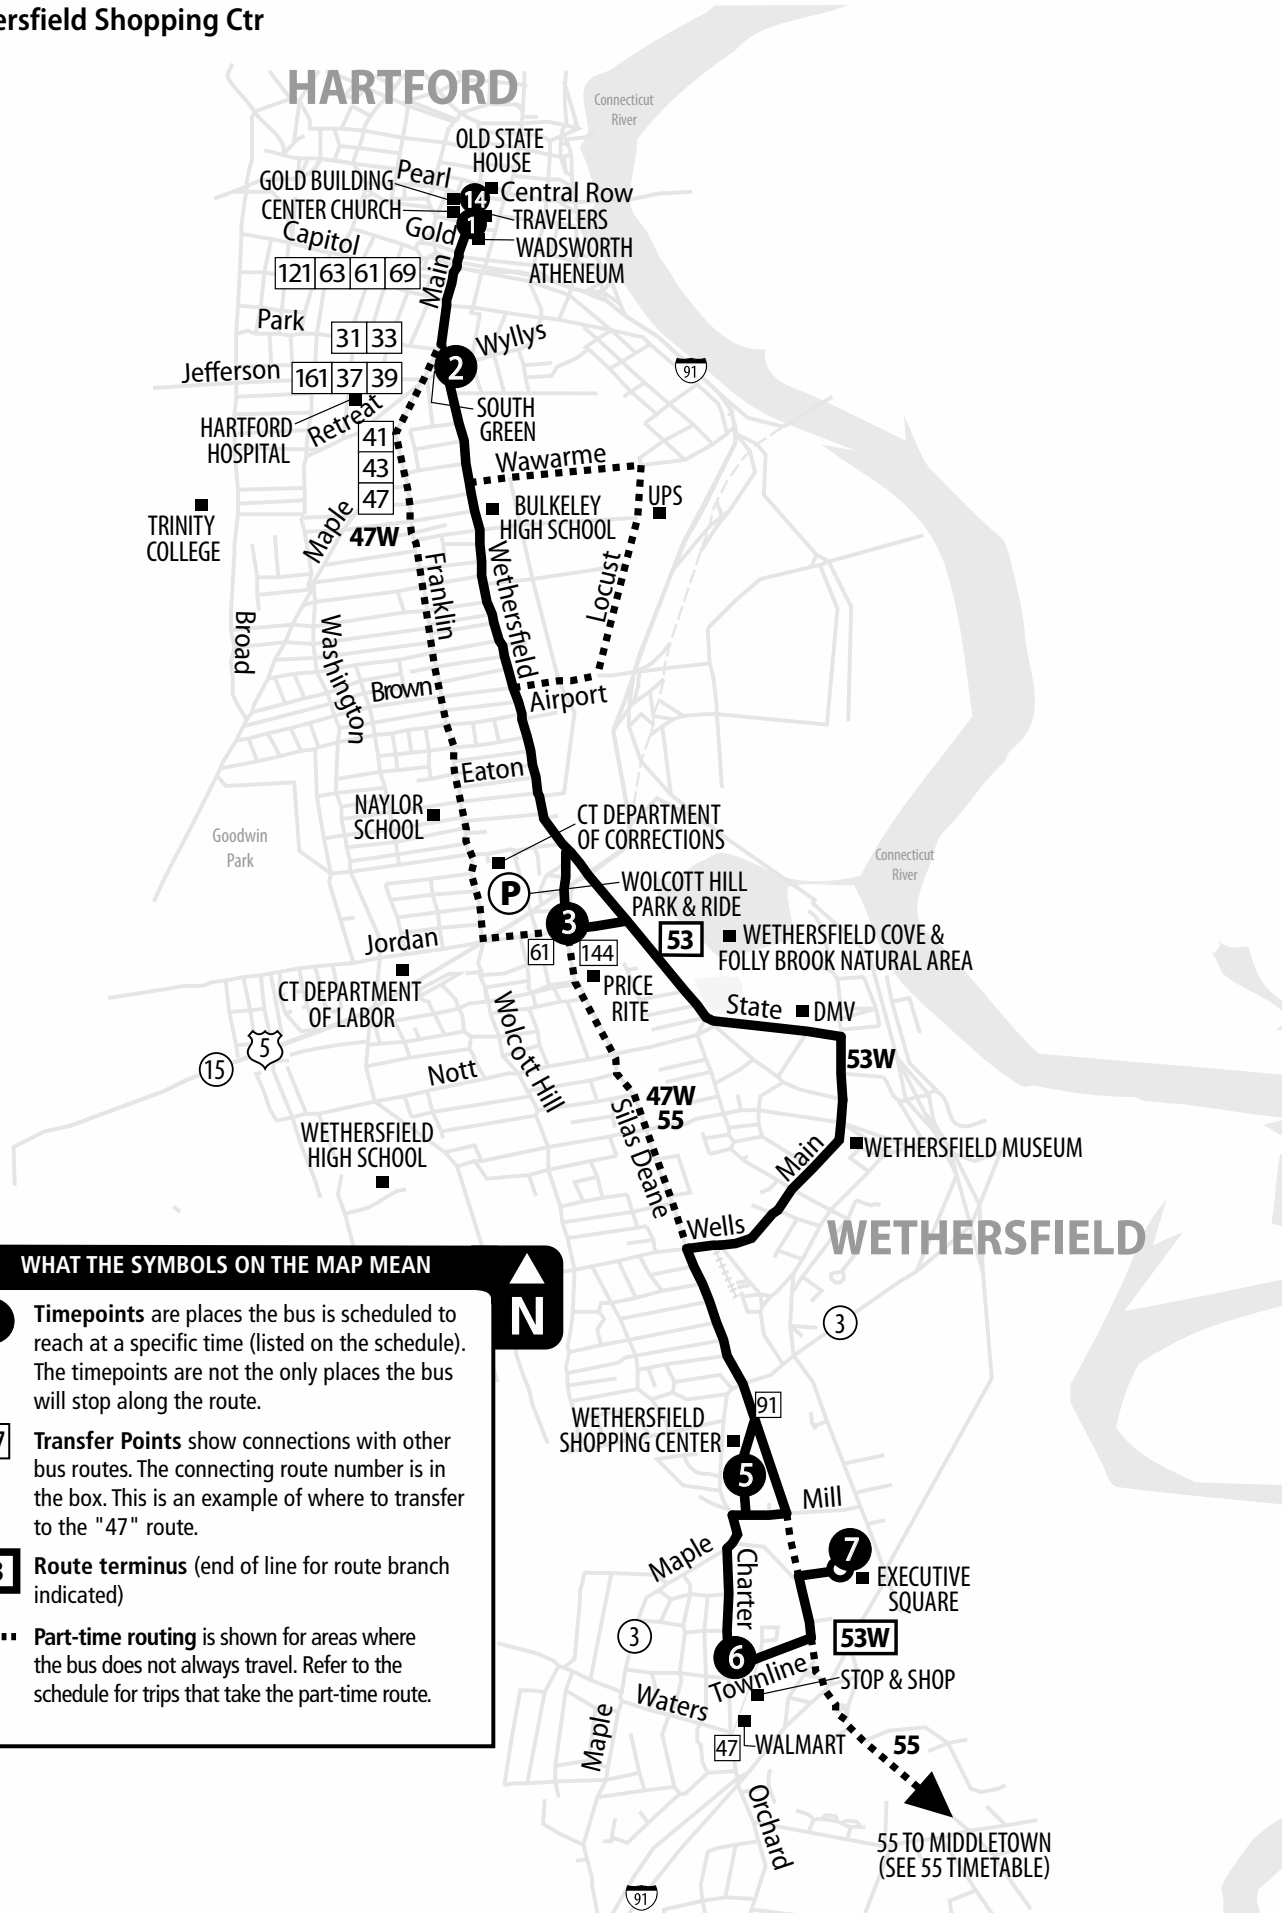 ersfield Shopping Ctr
HARTFORD
Connecticut
River
OLD STATE
HOUSE
Pearl
GOLD BUILDING
14
Central Row
CENTER CHURCH
1
TRAVELERS
Gold
Capitol
WADSWORTH
ATHENEUM
121 63 61 69
Main
Park
31 33
Wyllys
2
91
Jefferson
161 37 39
HARTFORD
HOSPITAL
Retreat
SOUTH
GREEN
41
43
47
Wawarme
UPS
BULKELEY
HIGH SCHOOL
TRINITY
COLLEGE
Maple
47W
Franklin
Wethersfield
Locust
Broad
Washington
Brown
Airport
Eaton
NAYLOR
SCHOOL
CT DEPARTMENT
OF CORRECTIONS
Goodwin
Park
Connecticut
River
P
WOLCOTT HILL
PARK & RIDE
3
53
WETHERSFIELD COVE &
FOLLY BROOK NATURAL AREA
Jordan
61
144
PRICE
RITE
CT DEPARTMENT
OF LABOR
State
DMV
Wolcott Hill
5
15
53W
Nott
47W
55
Silas Deane
WETHERSFIELD
HIGH SCHOOL
Main
WETHERSFIELD MUSEUM
Wells
WETHERSFIELD
WHAT THE SYMBOLS ON THE MAP MEAN
N
Timepoints are places the bus is scheduled to
reach at a specific time (listed on the schedule).
The timepoints are not the only places the bus
will stop along the route.
7
Transfer Points show connections with other
bus routes. The connecting route number is in
the box. This is an example of where to transfer
to the "47" route.
3
Route terminus (end of line for route branch
indicated)
Part-time routing is shown for areas where
the bus does not always travel. Refer to the
schedule for trips that take the part-time route.
3
91
WETHERSFIELD
SHOPPING CENTER
5
Mill
Maple
Charter
7
EXECUTIVE
SQUARE
3
53W
6
Townline
STOP & SHOP
Waters
Maple
47
WALMART
55
Orchard
55 TO MIDDLETOWN
(SEE 55 TIMETABLE)
91